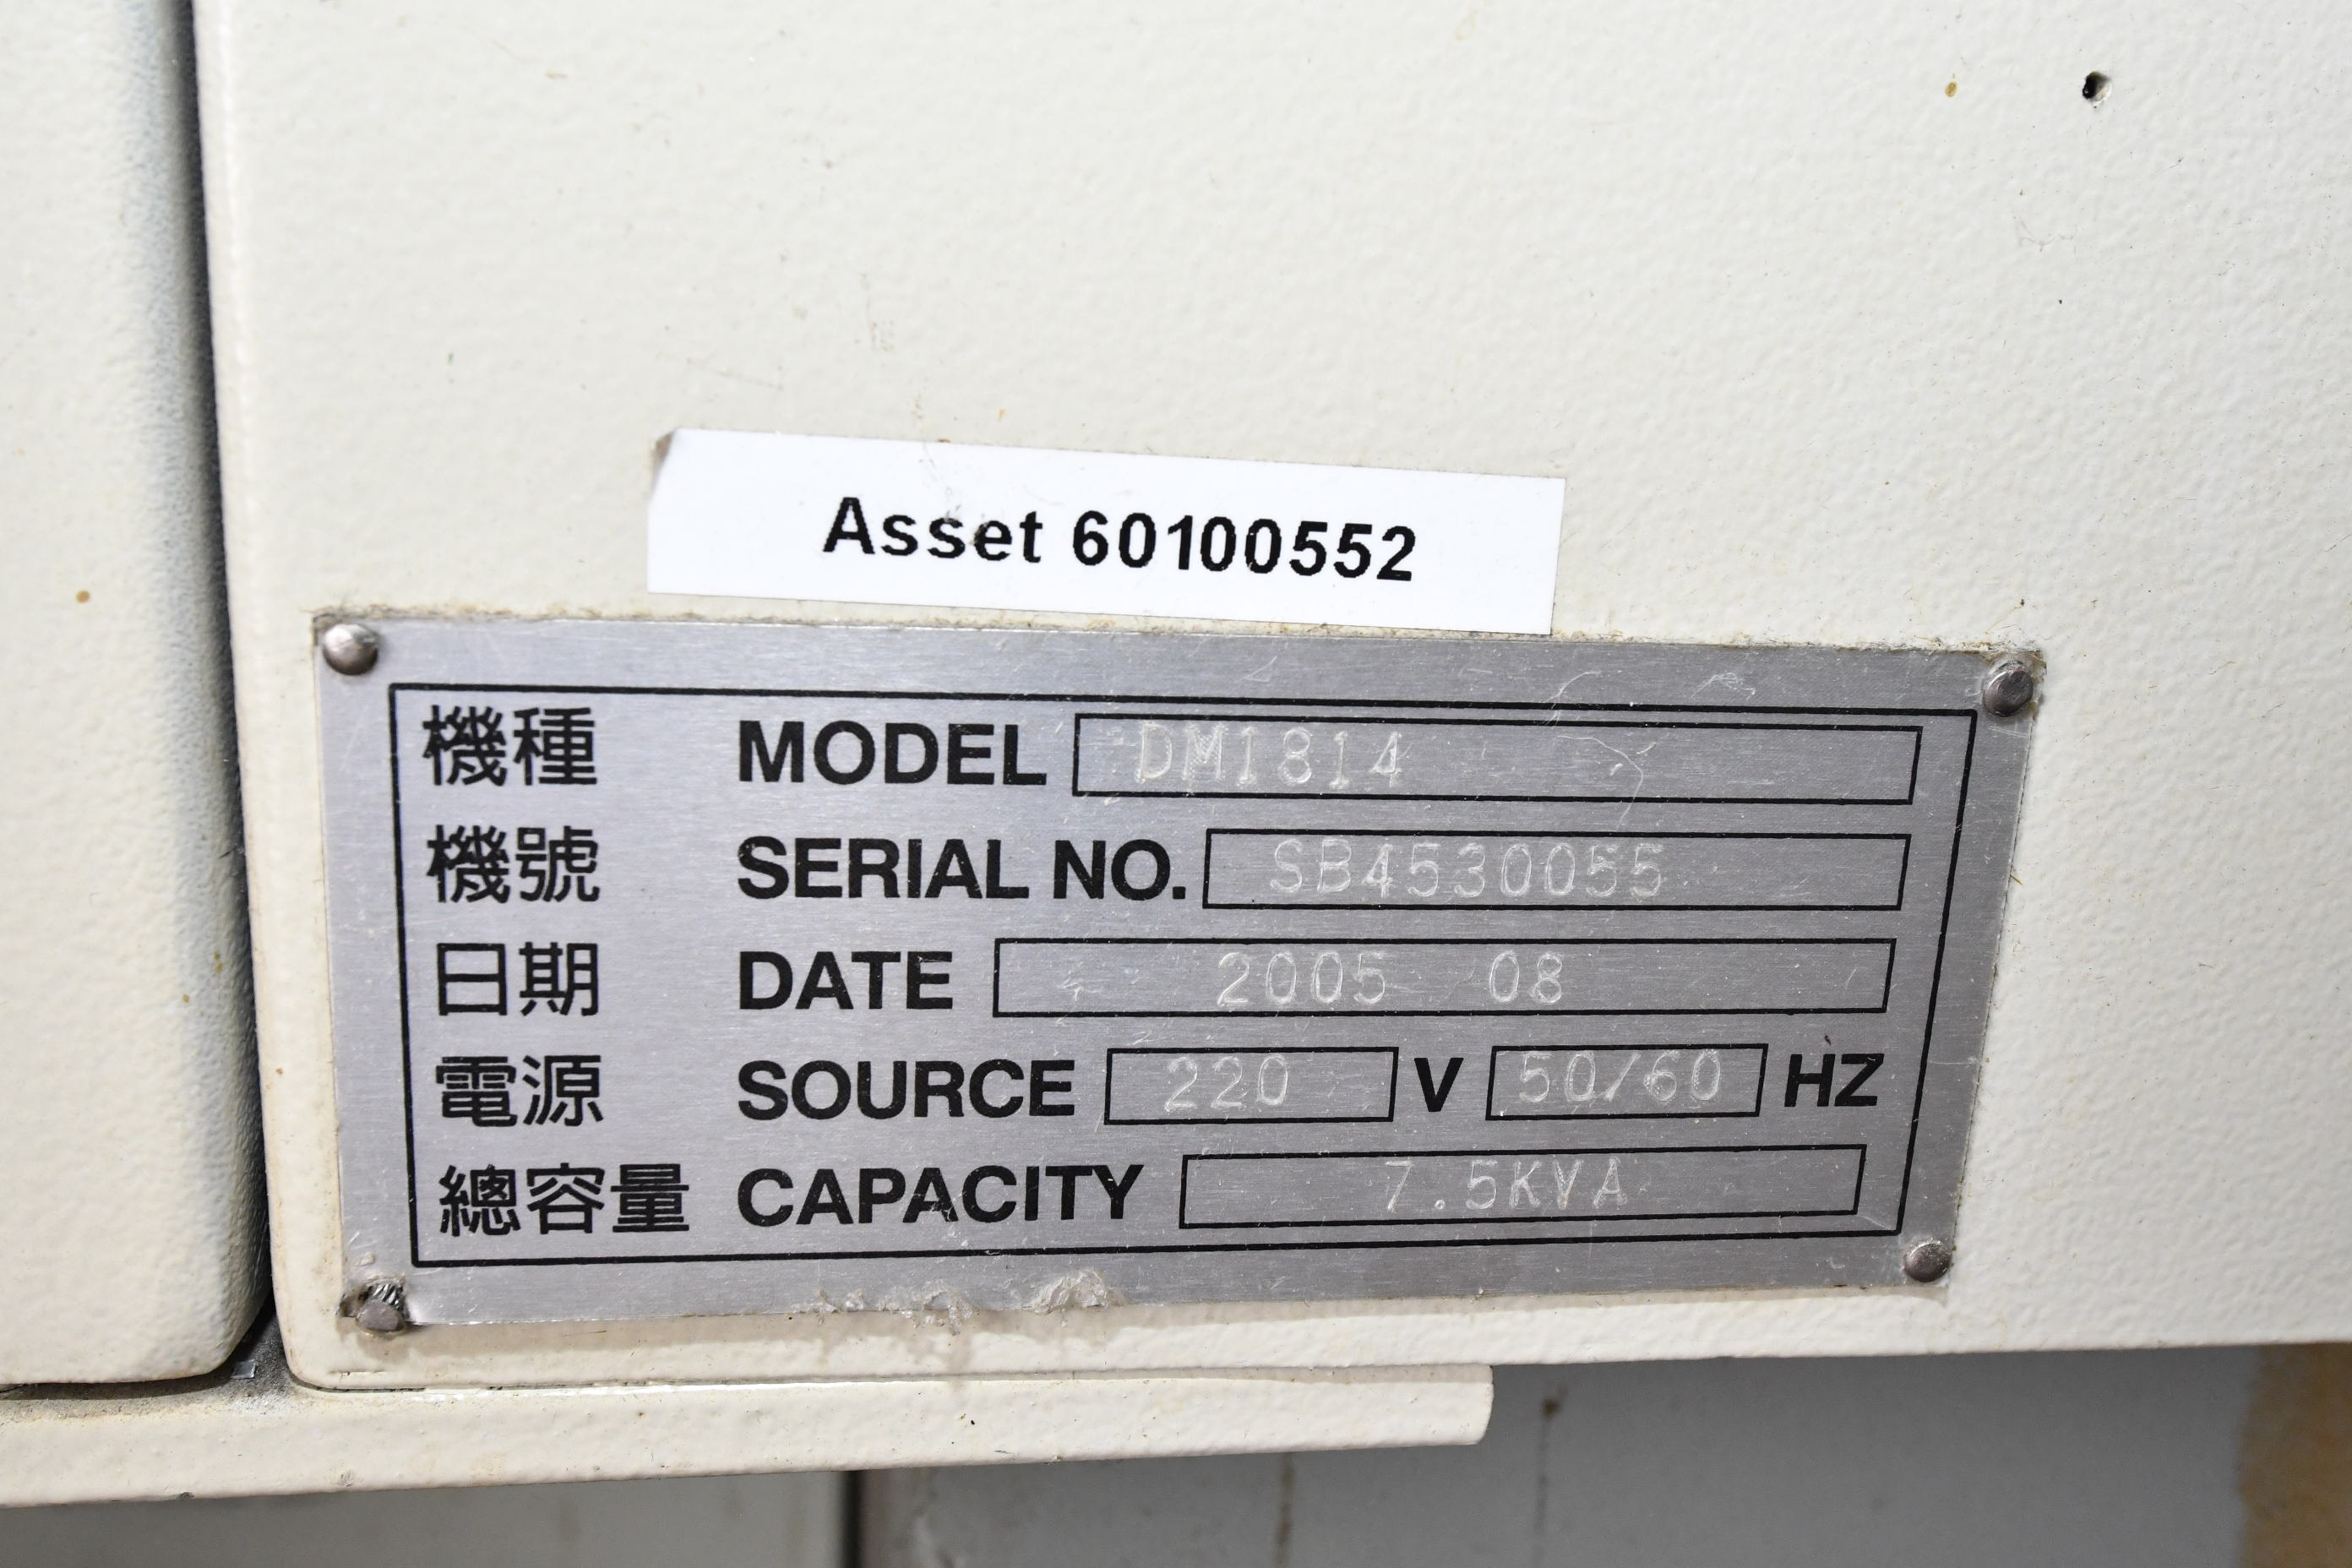 Asset 60100552
機種 MODEL DM1814
機號 SERIAL NO. SB4530055
日期 DATE 2005 08
電源 SOURCE 220 V 50/60 HZ
總容量 CAPACITY 7.5KVA